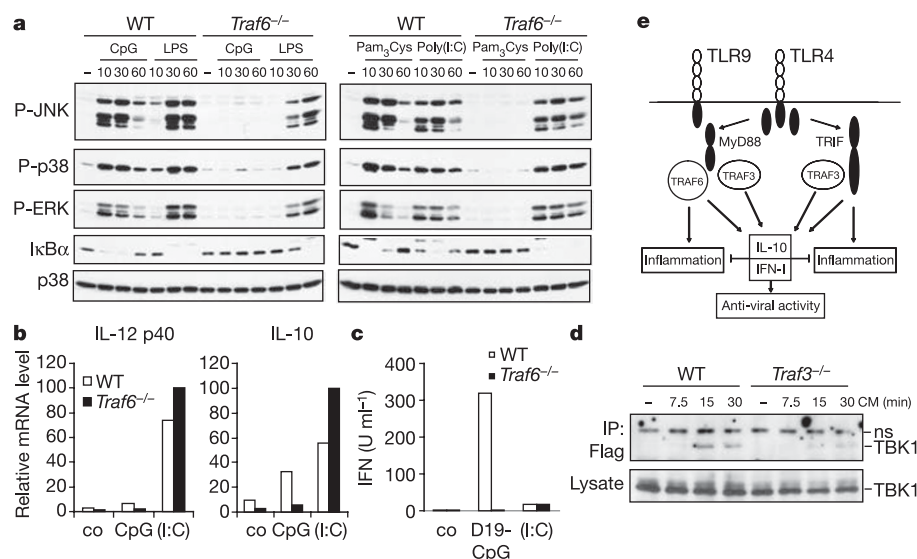 a
WT Traf6–/– WT Traf6–/–
CpG LPS CpG LPS Pam3Cys Poly(I:C) Pam3Cys Poly(I:C)
– 10 30 60 10 30 60 – 10 30 60 10 30 60 – 10 30 60 10 30 60 – 10 30 60 10 30 60
P-JNK
P-p38
P-ERK
IκBα
p38
b
IL-12 p40
Relative mRNA level
120
100
80
60
40
20
0
WT
Traf6–/–
co CpG (I:C)
IL-10
120
100
80
60
40
20
0
co CpG (I:C)
c
IFN (U ml–1)
400
300
200
100
0
WT
Traf6–/–
co D19-CpG (I:C)
d
WT Traf3–/–
– 7.5 15 30 – 7.5 15 30 CM (min)
IP:
Flag
ns
TBK1
Lysate
TBK1
e
TLR9 TLR4
MyD88 TRIF
TRAF6 TRAF3 TRAF3
IL-10
IFN-I
Inflammation Inflammation
Anti-viral activity